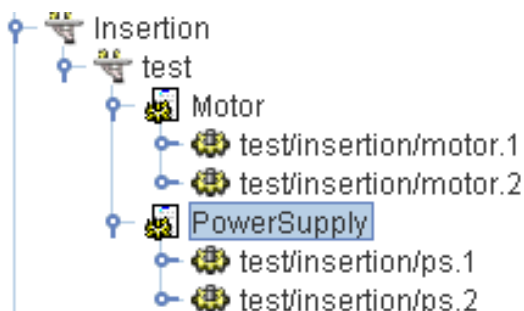 Insertion
test
Motor
test/insertion/motor.1
test/insertion/motor.2
PowerSupply
test/insertion/ps.1
test/insertion/ps.2